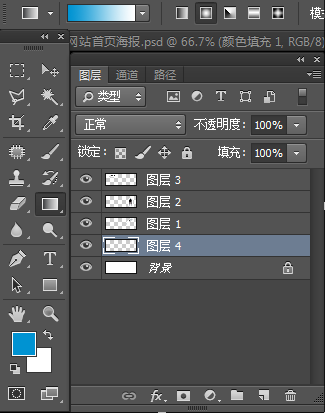 模
网站首页海报.psd @ 66.7% (颜色填充 1, RGB/8)
图层 通道 路径
类型
正常 不透明度: 100%
锁定: 填充: 100%
图层 3
图层 2
图层 1
图层 4
背景
T
fx